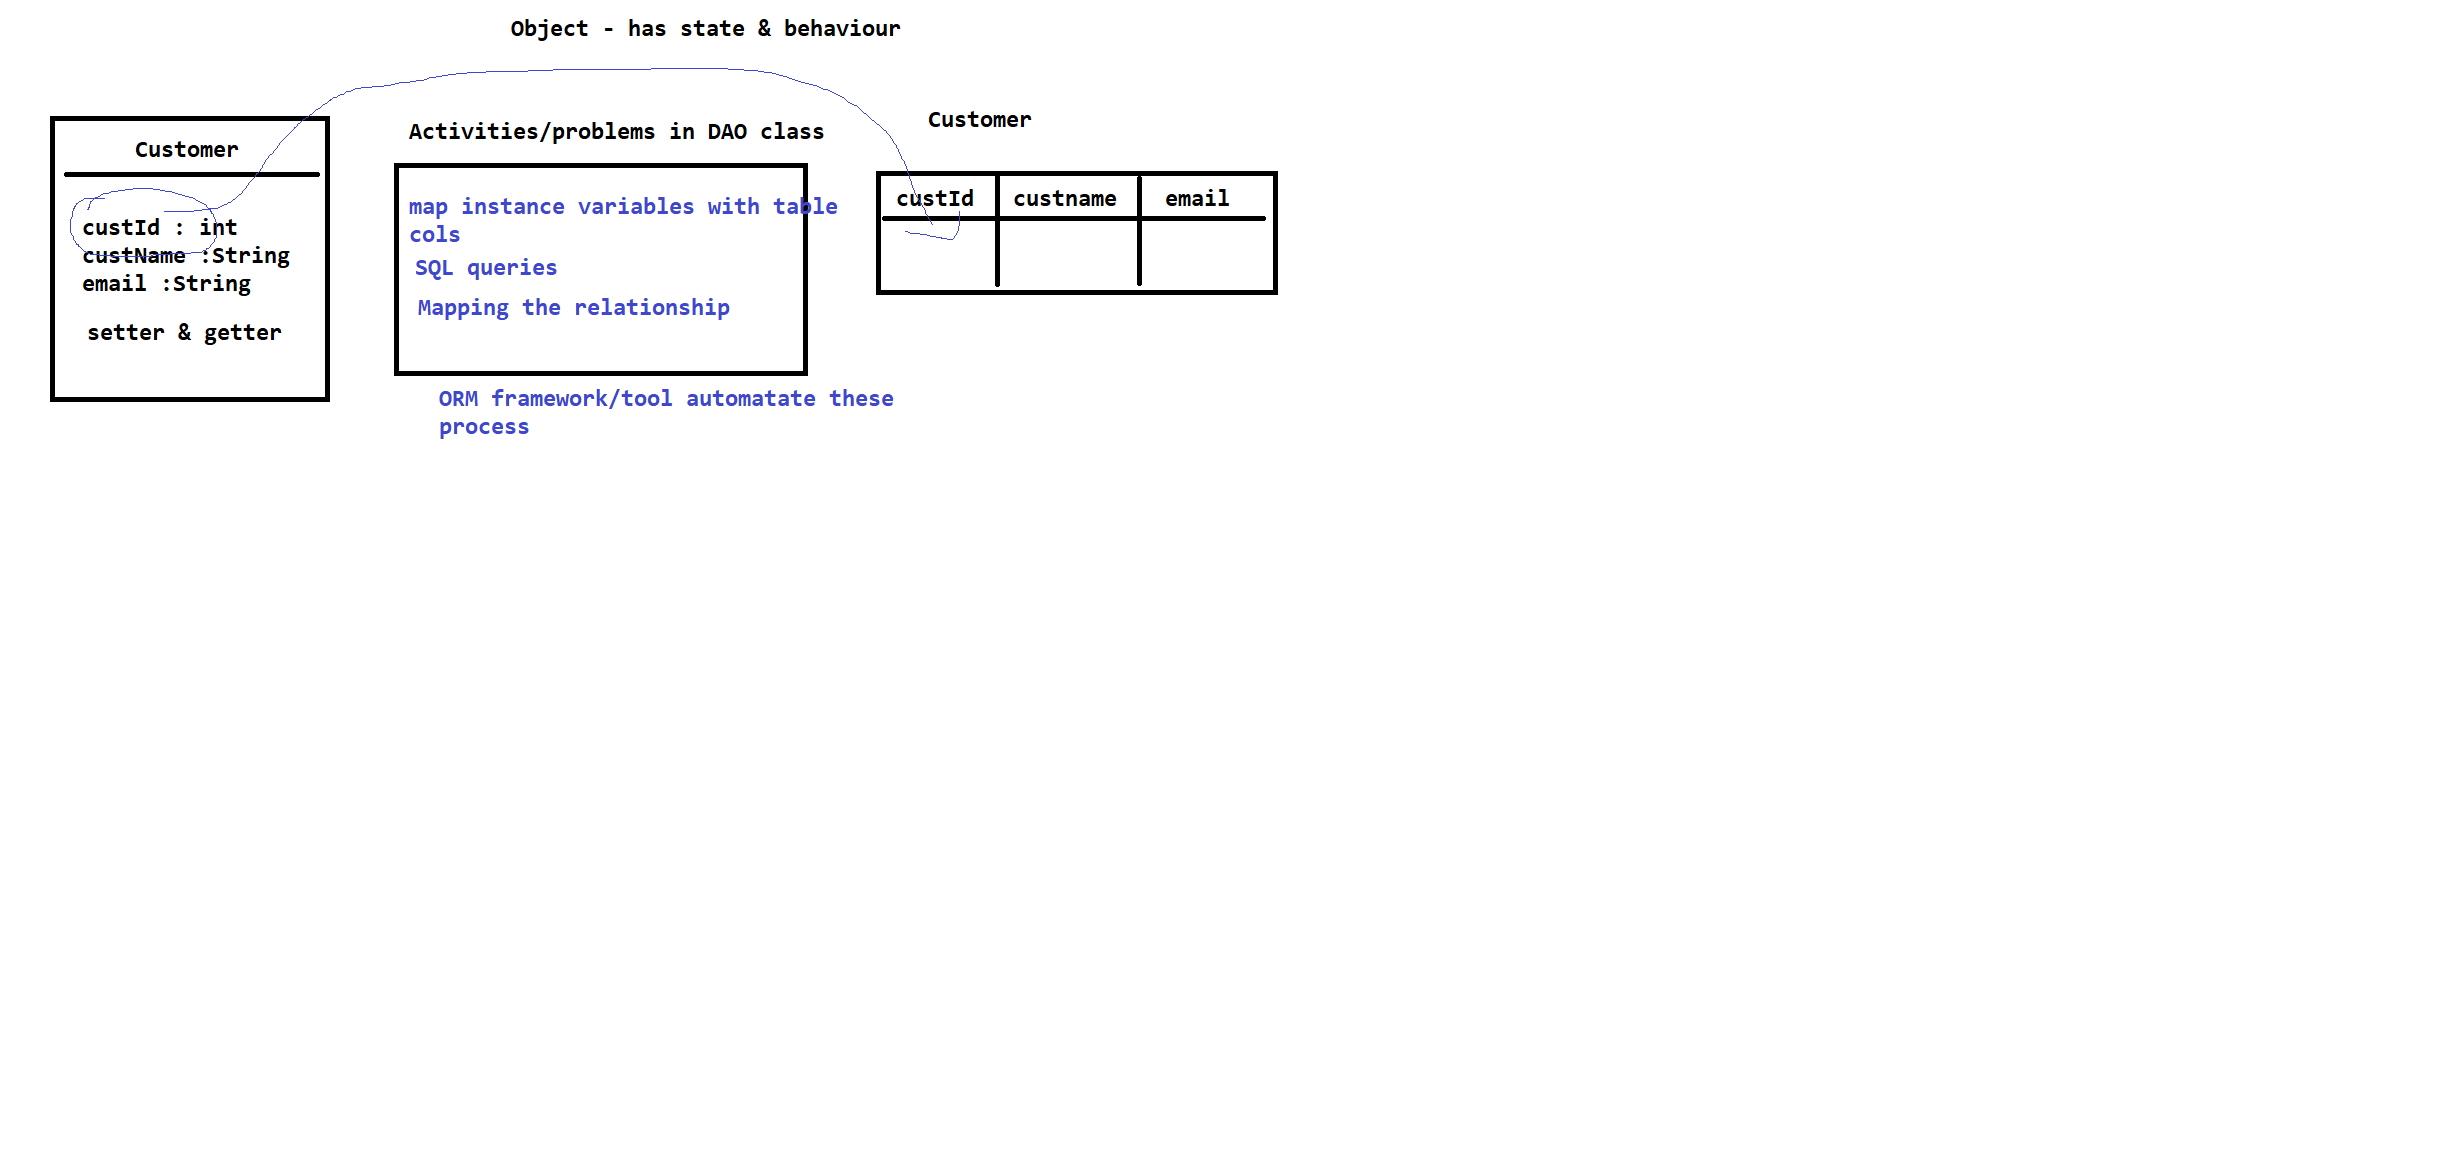 Object - has state & behaviour
Customer
custId : int
custName :String
email :String
setter & getter
Activities/problems in DAO class
map instance variables with table
cols
SQL queries
Mapping the relationship
ORM framework/tool automatate these
process
Customer
custId custname email